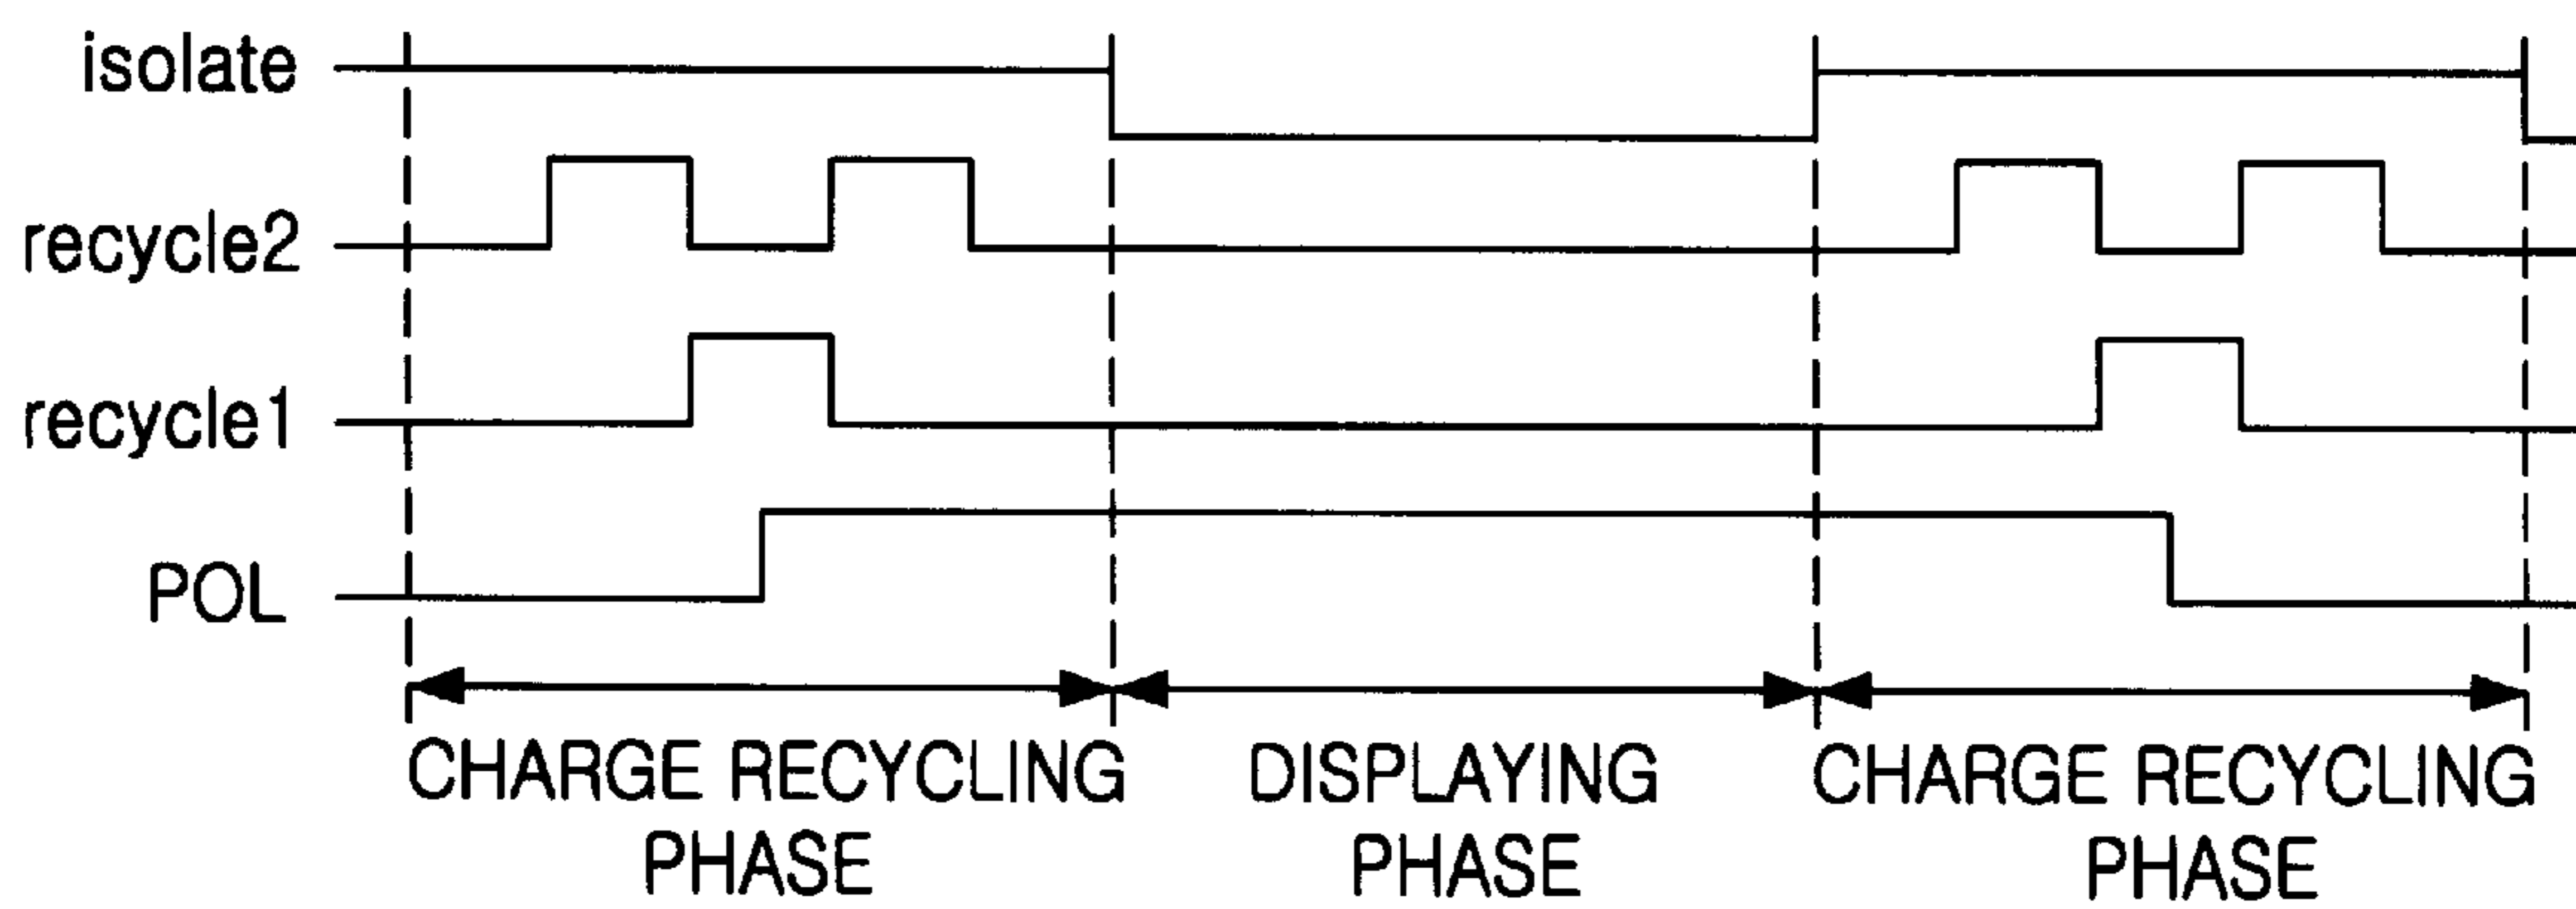 isolate
recycle2
recycle1
POL
CHARGE RECYCLING
PHASE
DISPLAYING
PHASE
CHARGE RECYCLING
PHASE